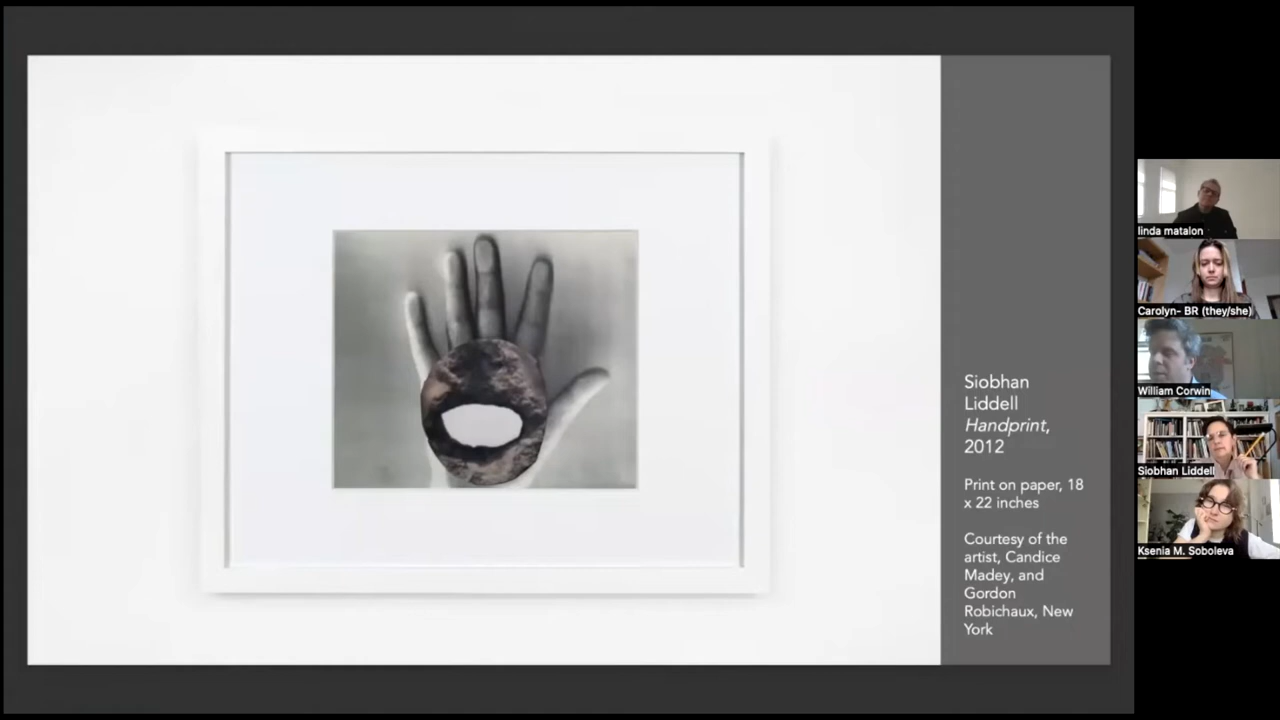 Siobhan
Liddell
Handprint,
2012
Print on paper, 18
x 22 inches
Courtesy of the
artist, Candice
Madey, and
Gordon
Robichaux, New
York
linda matalon
Carolyn- BR (they/she)
William Corwin
Siobhan Liddell
Ksenia M. Soboleva